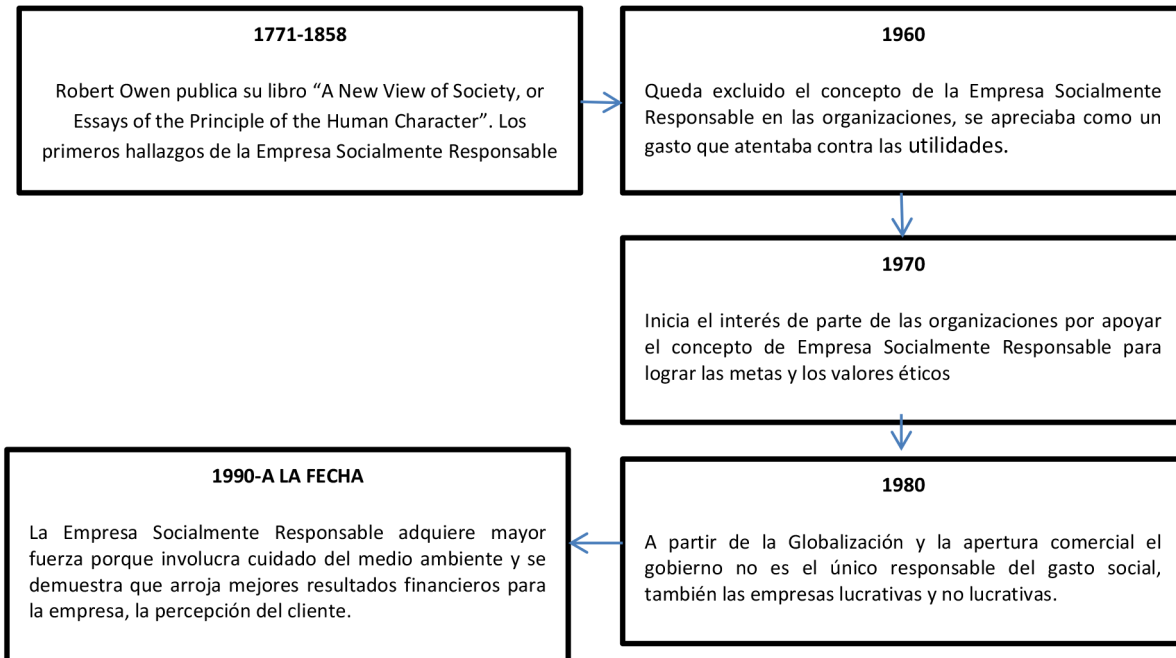 1771-1858
Robert Owen publica su libro “A New View of Society, or
Essays of the Principle of the Human Character”. Los
primeros hallazgos de la Empresa Socialmente Responsable
1960
Queda excluido el concepto de la Empresa Socialmente
Responsable en las organizaciones, se apreciaba como un
gasto que atentaba contra las utilidades.
1970
Inicia el interés de parte de las organizaciones por apoyar
el concepto de Empresa Socialmente Responsable para
lograr las metas y los valores éticos
1980
A partir de la Globalización y la apertura comercial el
gobierno no es el único responsable del gasto social,
también las empresas lucrativas y no lucrativas.
1990-A LA FECHA
La Empresa Socialmente Responsable adquiere mayor
fuerza porque involucra cuidado del medio ambiente y se
demuestra que arroja mejores resultados financieros para
la empresa, la percepción del cliente.